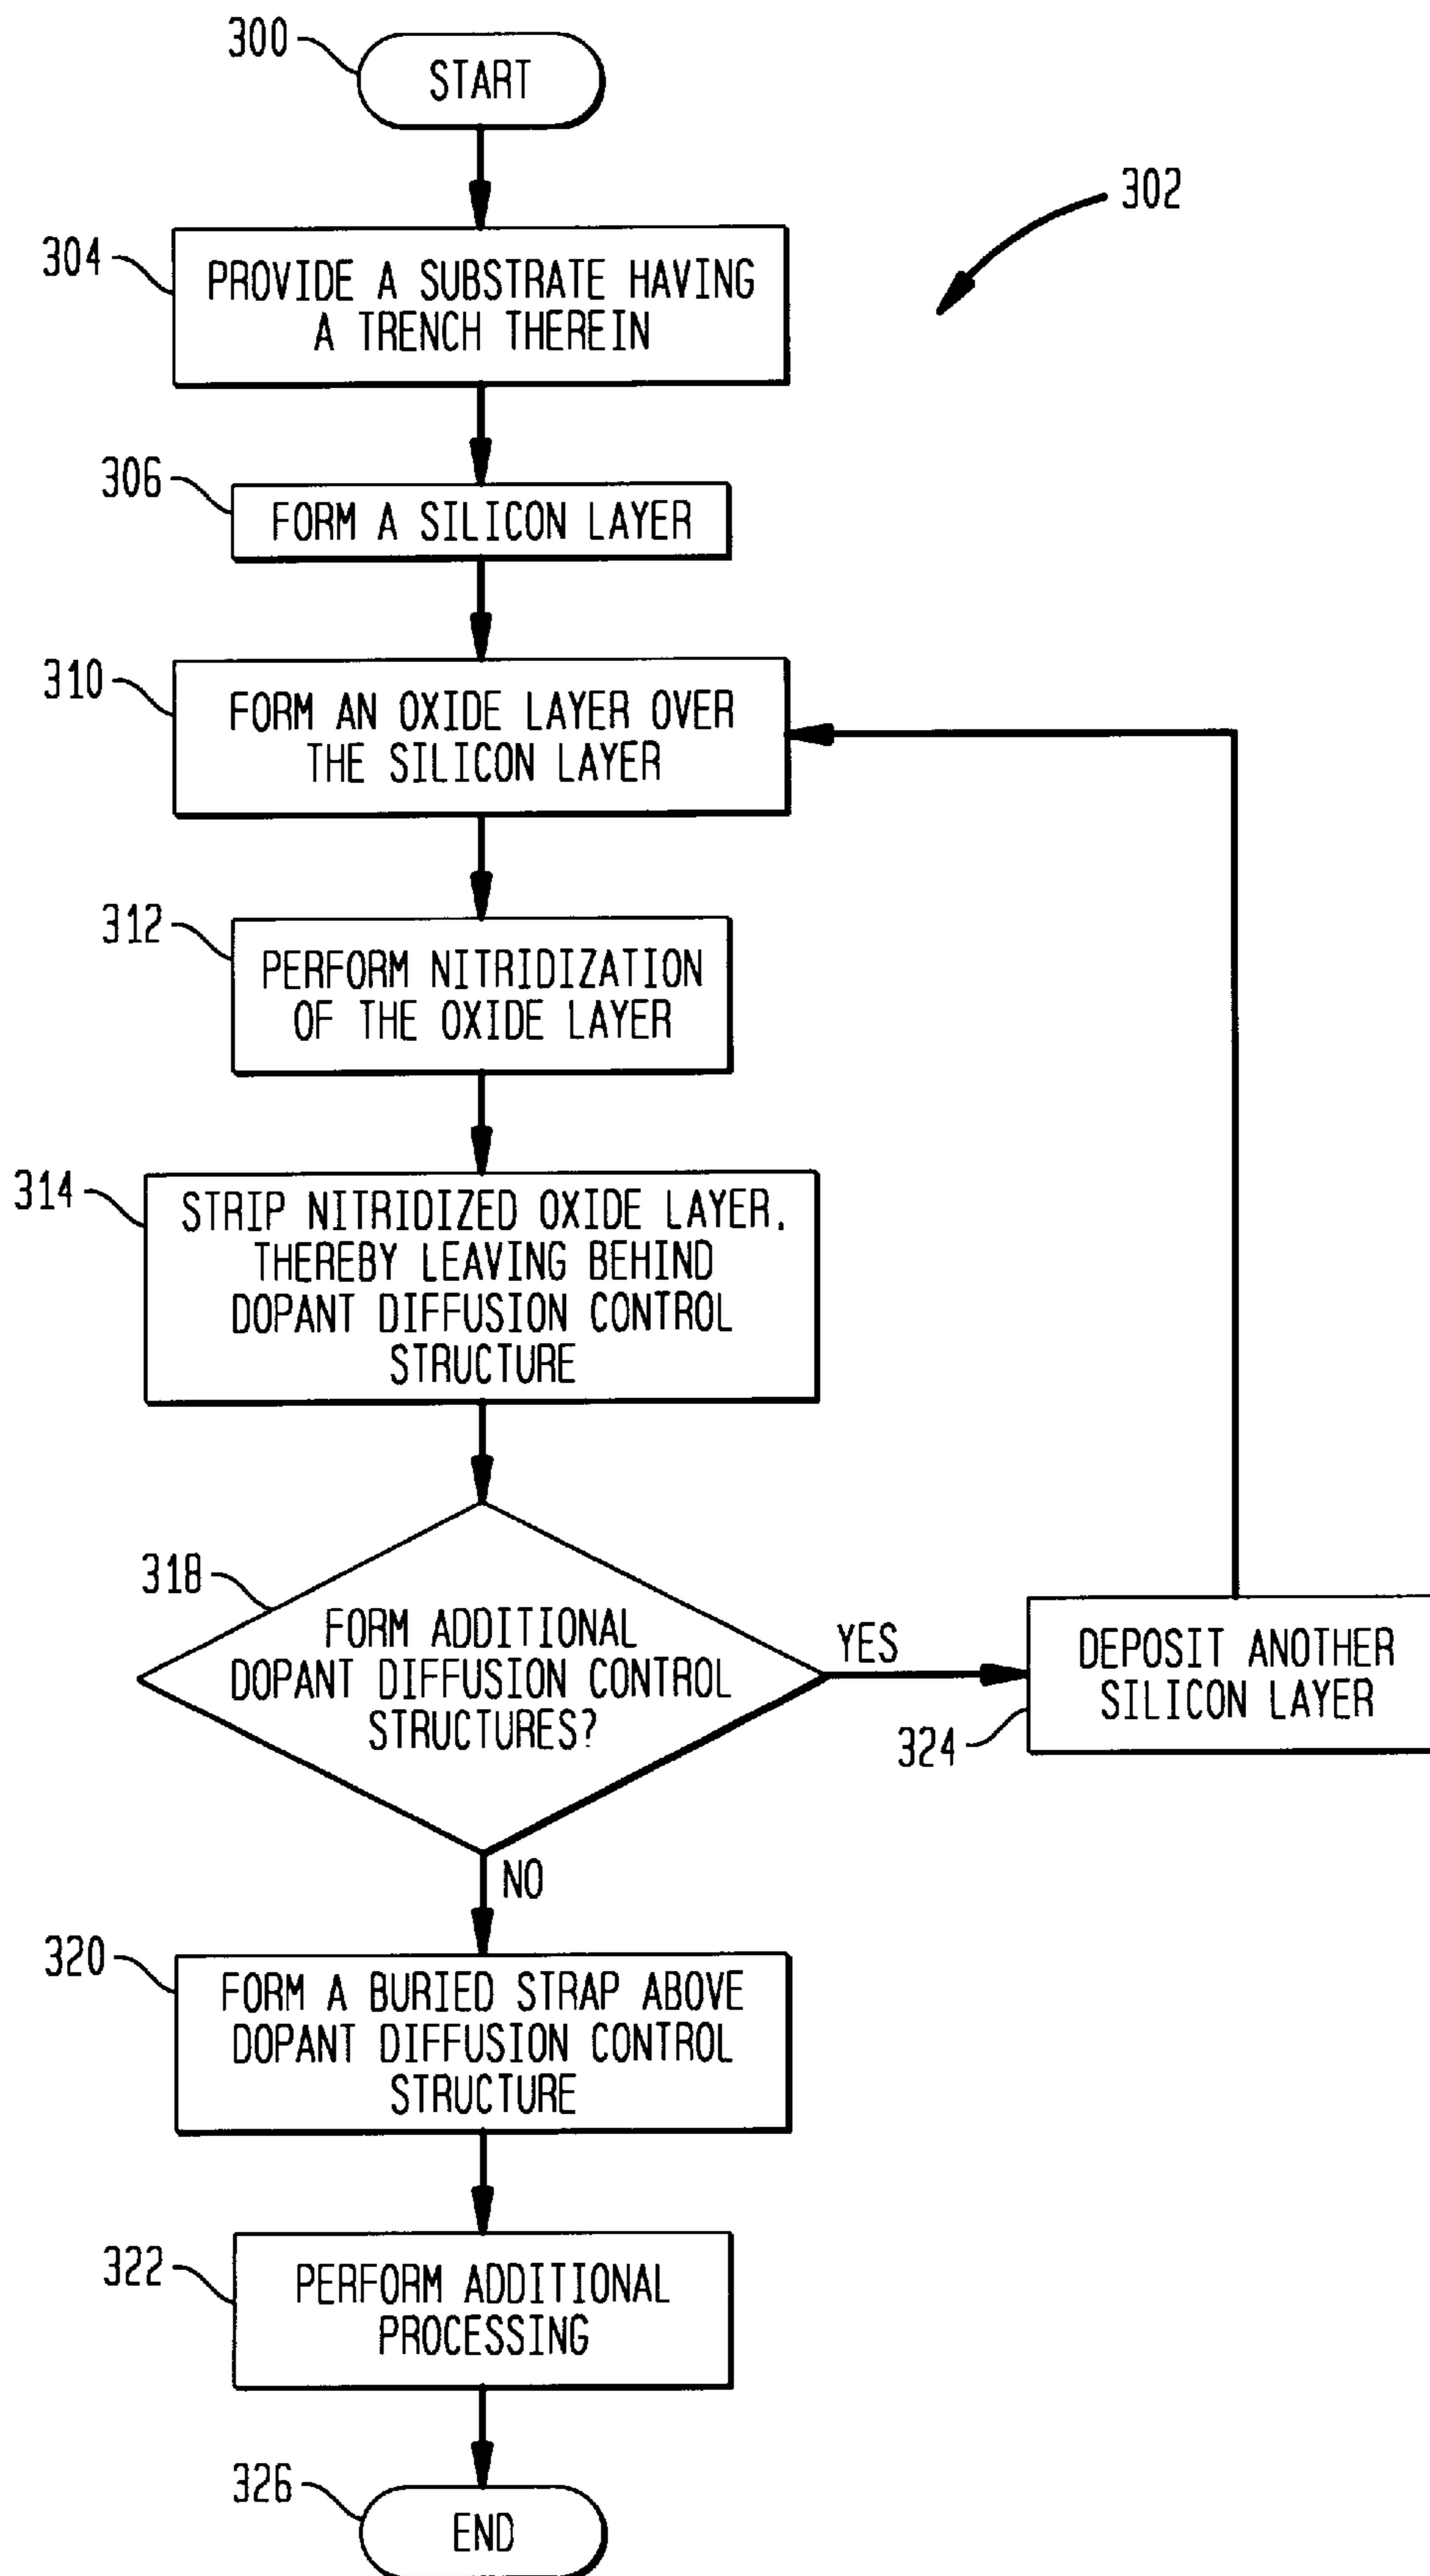 300
START
302
304
PROVIDE A SUBSTRATE HAVING
A TRENCH THEREIN
306
FORM A SILICON LAYER
310
FORM AN OXIDE LAYER OVER
THE SILICON LAYER
312
PERFORM NITRIDIZATION
OF THE OXIDE LAYER
314
STRIP NITRIDIZED OXIDE LAYER,
THEREBY LEAVING BEHIND
DOPANT DIFFUSION CONTROL
STRUCTURE
318
FORM ADDITIONAL
DOPANT DIFFUSION CONTROL
STRUCTURES?
YES
DEPOSIT ANOTHER
SILICON LAYER
324
NO
320
FORM A BURIED STRAP ABOVE
DOPANT DIFFUSION CONTROL
STRUCTURE
322
PERFORM ADDITIONAL
PROCESSING
326
END